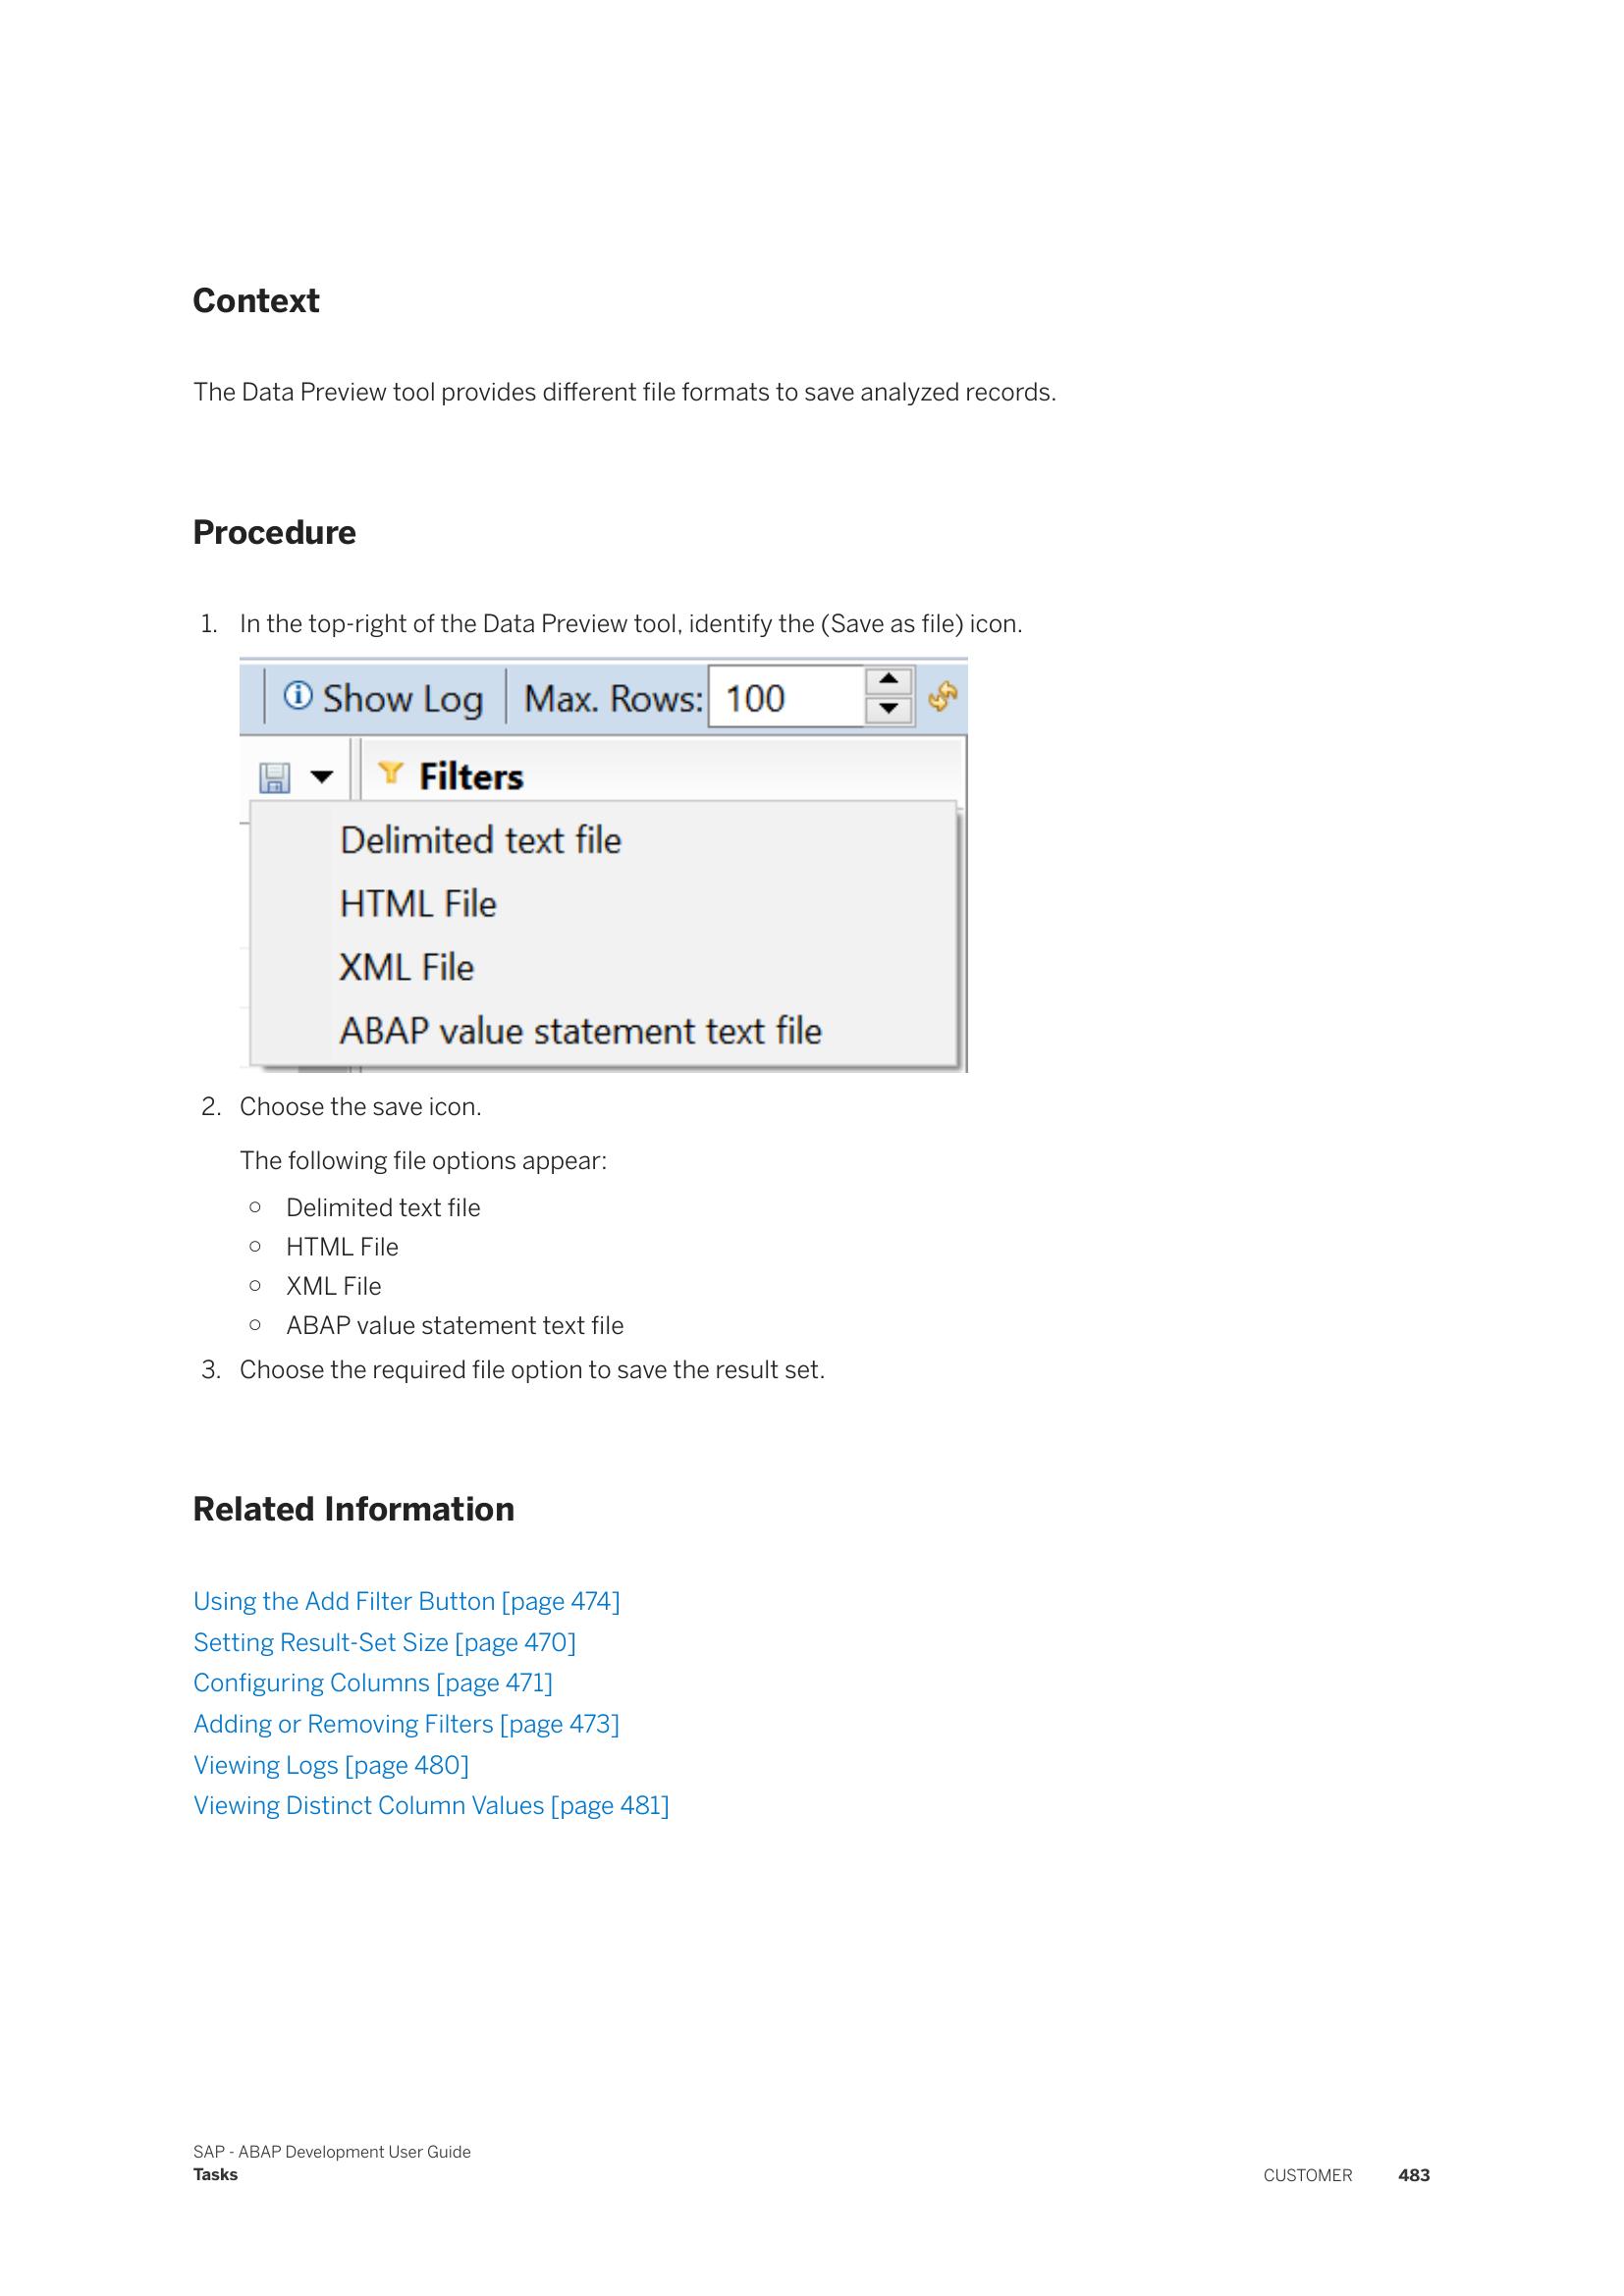 Context
The Data Preview tool provides different file formats to save analyzed records.
Procedure
1. In the top-right of the Data Preview tool, identify the (Save as file) icon.
Show Log Max. Rows: 100
Filters
Delimited text file
HTML File
XML File
ABAP value statement text file
2. Choose the save icon.
The following file options appear:
○ Delimited text file
○ HTML File
○ XML File
○ ABAP value statement text file
3. Choose the required file option to save the result set.
Related Information
Using the Add Filter Button [page 474]
Setting Result-Set Size [page 470]
Configuring Columns [page 471]
Adding or Removing Filters [page 473]
Viewing Logs [page 480]
Viewing Distinct Column Values [page 481]
SAP - ABAP Development User Guide
Tasks
CUSTOMER 483